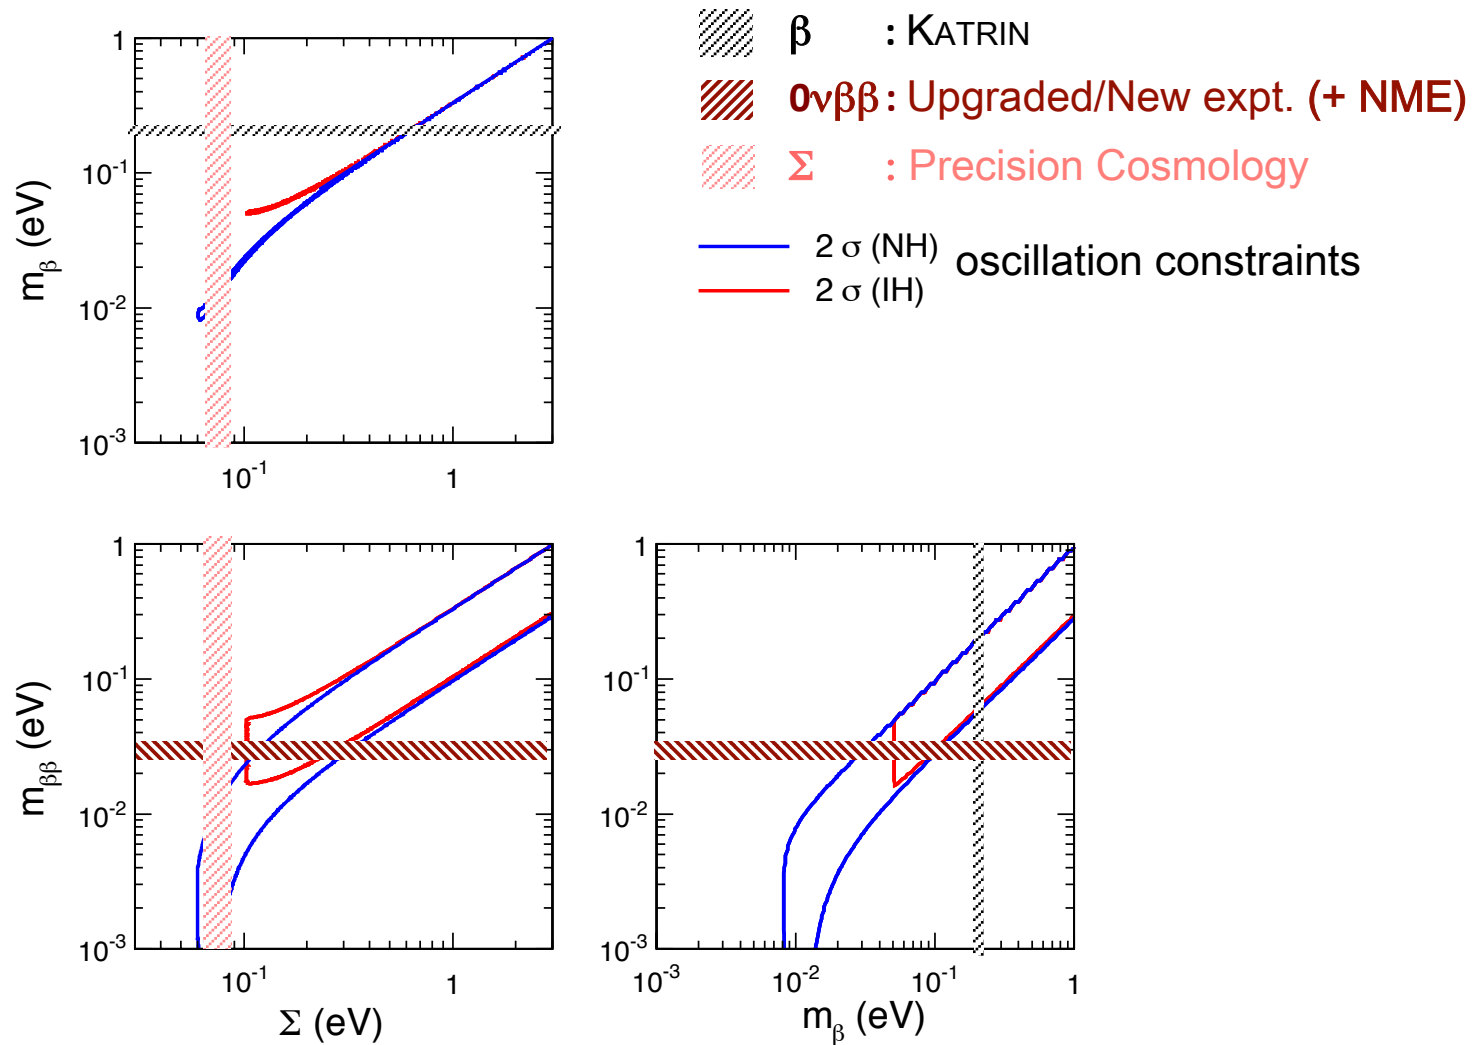 β : KATRIN
0νββ : Upgraded/New expt. (+ NME)
Σ : Precision Cosmology
2 σ (NH)
2 σ (IH)
oscillation constraints
1
10⁻¹
10⁻²
10⁻³
m_β (eV)
10⁻¹
1
1
10⁻¹
10⁻²
10⁻³
m_ββ (eV)
10⁻¹
1
Σ (eV)
1
10⁻¹
10⁻²
10⁻³
10⁻³
10⁻²
10⁻¹
1
m_β (eV)